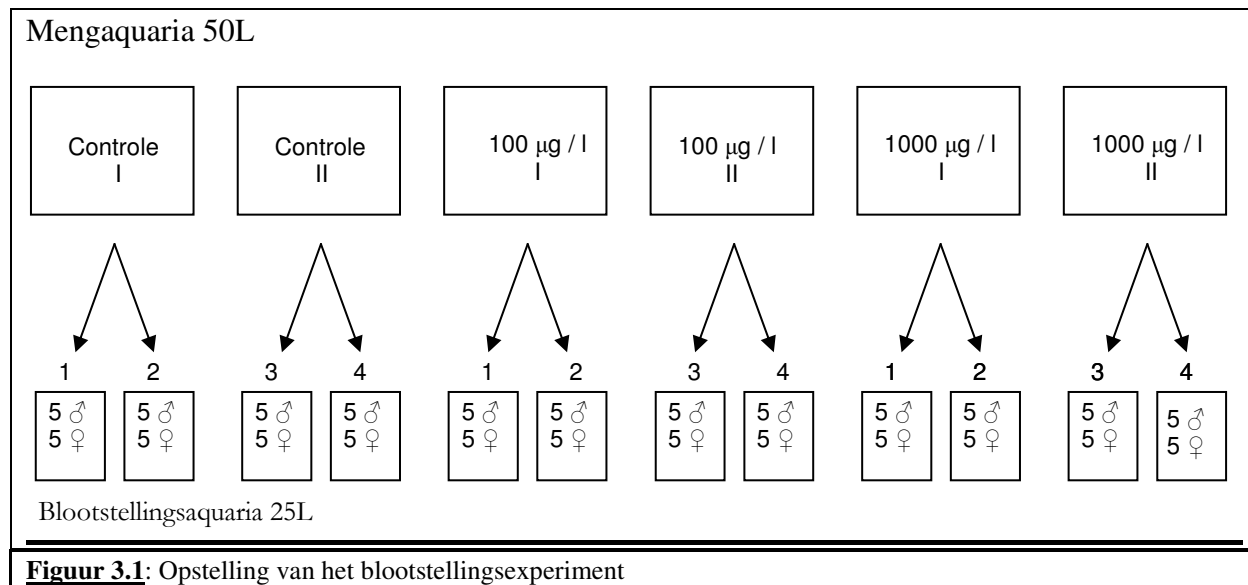 Mengaquaria 50L
Controle
I
Controle
II
100 µg / l
I
100 µg / l
II
1000 µg / l
I
1000 µg / l
II
1 2 3 4 1 2 3 4 1 2 3 4
5 ♂ 5 ♂ 5 ♂ 5 ♂ 5 ♂ 5 ♂ 5 ♂ 5 ♂ 5 ♂ 5 ♂ 5 ♂ 5 ♂
5 ♀ 5 ♀ 5 ♀ 5 ♀ 5 ♀ 5 ♀ 5 ♀ 5 ♀ 5 ♀ 5 ♀ 5 ♀ 5 ♀
Blootstellingsaquaria 25L
Figuur 3.1: Opstelling van het blootstellingsexperiment